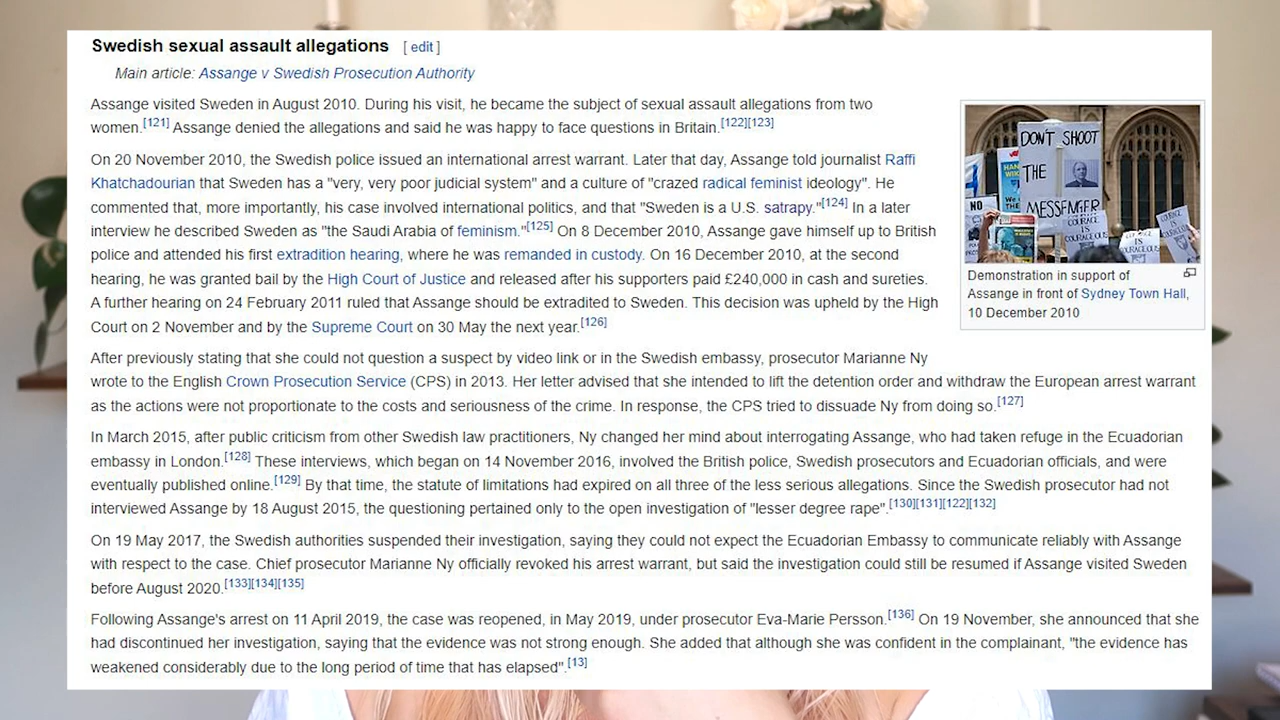 Swedish sexual assault allegations [ edit ]
Main article: Assange v Swedish Prosecution Authority
Assange visited Sweden in August 2010. During his visit, he became the subject of sexual assault allegations from two
women.[121] Assange denied the allegations and said he was happy to face questions in Britain.[122][123]
On 20 November 2010, the Swedish police issued an international arrest warrant. Later that day, Assange told journalist Raffi
Khatchadourian that Sweden has a "very, very poor judicial system" and a culture of "crazed radical feminist ideology". He
commented that, more importantly, his case involved international politics, and that "Sweden is a U.S. satrapy."[124] In a later
interview he described Sweden as "the Saudi Arabia of feminism."[125] On 8 December 2010, Assange gave himself up to British
police and attended his first extradition hearing, where he was remanded in custody. On 16 December 2010, at the second
hearing, he was granted bail by the High Court of Justice and released after his supporters paid £240,000 in cash and sureties.
A further hearing on 24 February 2011 ruled that Assange should be extradited to Sweden. This decision was upheld by the High
Court on 2 November and by the Supreme Court on 30 May the next year.[126]
DON'T SHOOT
THE
MESSENGER
NO
COURAGE
IS
COURAGEOUS
Demonstration in support of
Assange in front of Sydney Town Hall,
10 December 2010
After previously stating that she could not question a suspect by video link or in the Swedish embassy, prosecutor Marianne Ny
wrote to the English Crown Prosecution Service (CPS) in 2013. Her letter advised that she intended to lift the detention order and withdraw the European arrest warrant
as the actions were not proportionate to the costs and seriousness of the crime. In response, the CPS tried to dissuade Ny from doing so.[127]
In March 2015, after public criticism from other Swedish law practitioners, Ny changed her mind about interrogating Assange, who had taken refuge in the Ecuadorian
embassy in London.[128] These interviews, which began on 14 November 2016, involved the British police, Swedish prosecutors and Ecuadorian officials, and were
eventually published online.[129] By that time, the statute of limitations had expired on all three of the less serious allegations. Since the Swedish prosecutor had not
interviewed Assange by 18 August 2015, the questioning pertained only to the open investigation of "lesser degree rape".[130][131][122][132]
On 19 May 2017, the Swedish authorities suspended their investigation, saying they could not expect the Ecuadorian Embassy to communicate reliably with Assange
with respect to the case. Chief prosecutor Marianne Ny officially revoked his arrest warrant, but said the investigation could still be resumed if Assange visited Sweden
before August 2020.[133][134][135]
Following Assange's arrest on 11 April 2019, the case was reopened, in May 2019, under prosecutor Eva-Marie Persson.[136] On 19 November, she announced that she
had discontinued her investigation, saying that the evidence was not strong enough. She added that although she was confident in the complainant, "the evidence has
weakened considerably due to the long period of time that has elapsed".[13]